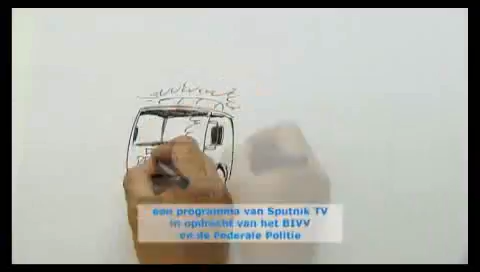 een programma van Sputnik TV
in opdracht van het BIVV
en de Federale Politie